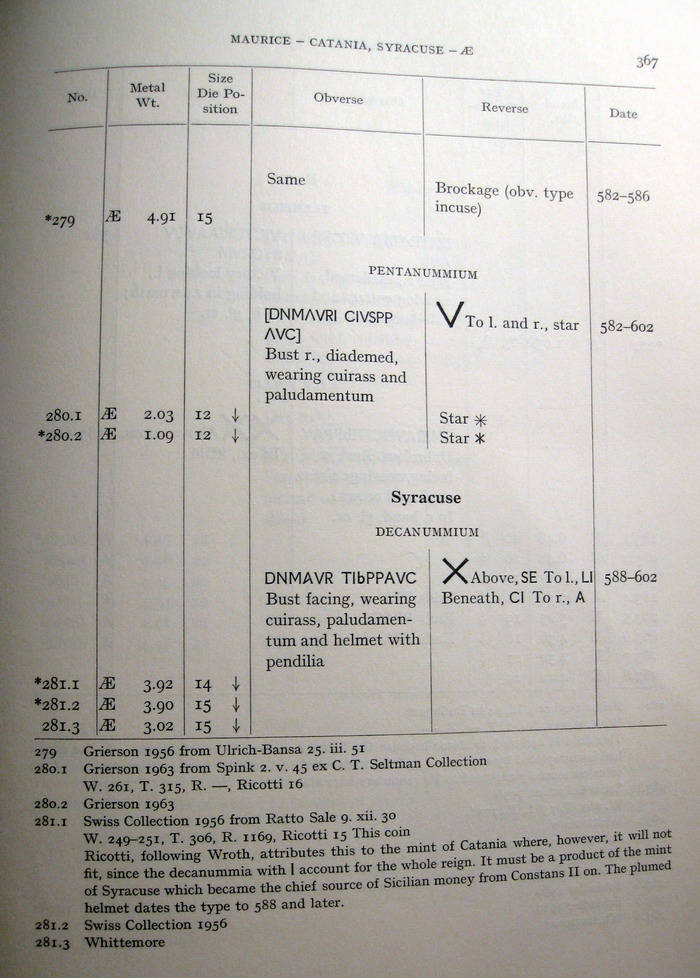 MAURICE – CATANIA, SYRACUSE – Æ
367
No.
Metal
Wt.
Size
Die Po-
sition
Obverse
Reverse
Date
Same
Brockage (obv. type
incuse)
582–586
*279 Æ 4.91 15
PENTANUMMIUM
[DNMΛVRI CIVSPP
ΛVC]
Bust r., diademed,
wearing cuirass and
paludamentum
V To l. and r., star
582–602
280.1 Æ 2.03 12 ↓ Star ✳
*280.2 Æ 1.09 12 ↓ Star *
Syracuse
DECANUMMIUM
DNMAVR TIbPPAVC
Bust facing, wearing
cuirass, paludamen-
tum and helmet with
pendilia
X Above, SE To l., LI
Beneath, CI To r., A
588–602
*281.1 Æ 3.92 14 ↓
*281.2 Æ 3.90 15 ↓
281.3 Æ 3.02 15 ↓
279 Grierson 1956 from Ulrich-Bansa 25. iii. 51
280.1 Grierson 1963 from Spink 2. v. 45 ex C. T. Seltman Collection
W. 261, T. 315, R. —, Ricotti 16
280.2 Grierson 1963
281.1 Swiss Collection 1956 from Ratto Sale 9. xii. 30
W. 249–251, T. 306, R. 1169, Ricotti 15 This coin
Ricotti, following Wroth, attributes this to the mint of Catania where, however, it will not
fit, since the decanummia with I account for the whole reign. It must be a product of the mint
of Syracuse which became the chief source of Sicilian money from Constans II on. The plumed
helmet dates the type to 588 and later.
281.2 Swiss Collection 1956
281.3 Whittemore